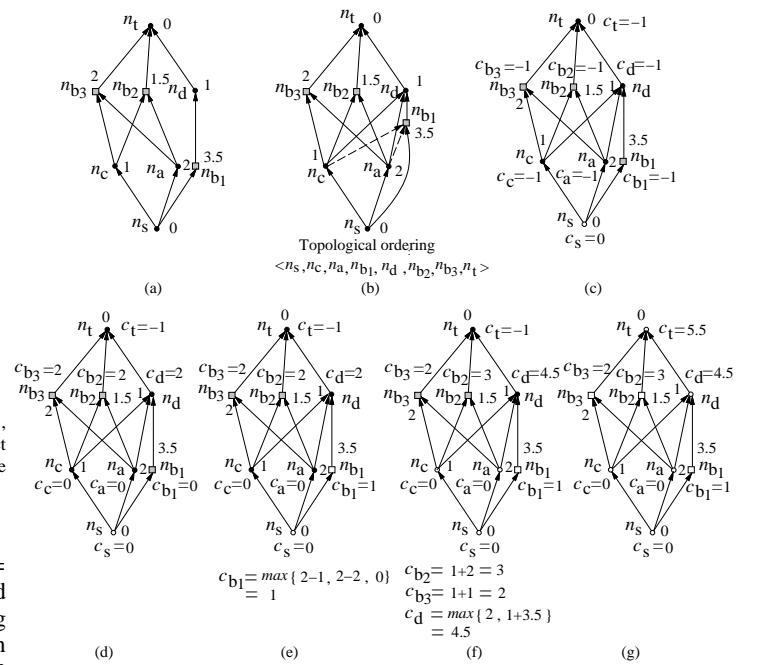 n_t 0 n_t 0 n_t 0 c_t=−1
2 1.5 1 2 1.5 1 c_b3=−1 c_b2=−1 c_d=−1
n_b3 n_b2 n_d n_b3 n_b2 n_d n_b3 n_b2 1.5 1 n_d
n_b1 2
3.5 3.5 3.5
n_c 1 n_a 2 n_b1 1 n_c n_a 2 n_c 1 n_a 2 n_b1
c_c=−1 c_a=−1 c_b1=−1
n_s 0 n_s 0 n_s 0
c_s=0
Topological ordering
<n_s,n_c,n_a,n_b1, n_d ,n_b2,n_b3,n_t>
(a) (b) (c)
0 0 0 0
n_t c_t=−1 n_t c_t=−1 n_t c_t=−1 n_t c_t=5.5
c_b3=2 c_b2=2 c_d=2 c_b3=2 c_b2=2 c_d=2 c_b3=2 c_b2=3 c_d=4.5 c_b3=2 c_b2=3 c_d=4.5
n_b3 n_b2 1.5 1 n_d n_b3 n_b2 1.5 1 n_d n_b3 n_b2 1.5 1 n_d n_b3 n_b2 1.5 1 n_d
2 2 2 2
3.5 3.5 3.5 3.5
n_c 1 n_a 2 n_b1 n_c 1 n_a 2 n_b1 n_c 1 n_a 2 n_b1 n_c 1 n_a 2 n_b1
c_c=0 c_a=0 c_b1=0 c_c=0 c_a=0 c_b1=1 c_c=0 c_a=0 c_b1=1 c_c=0 c_a=0 c_b1=1
n_s 0 n_s 0 n_s 0 n_s 0
c_s=0 c_s=0 c_s=0 c_s=0
c_b1= max{ 2−1, 2−2, 0}
= 1
c_b2= 1+2 = 3
c_b3= 1+1 = 2
c_d = max{ 2 , 1+3.5 }
= 4.5
(d) (e) (f) (g)